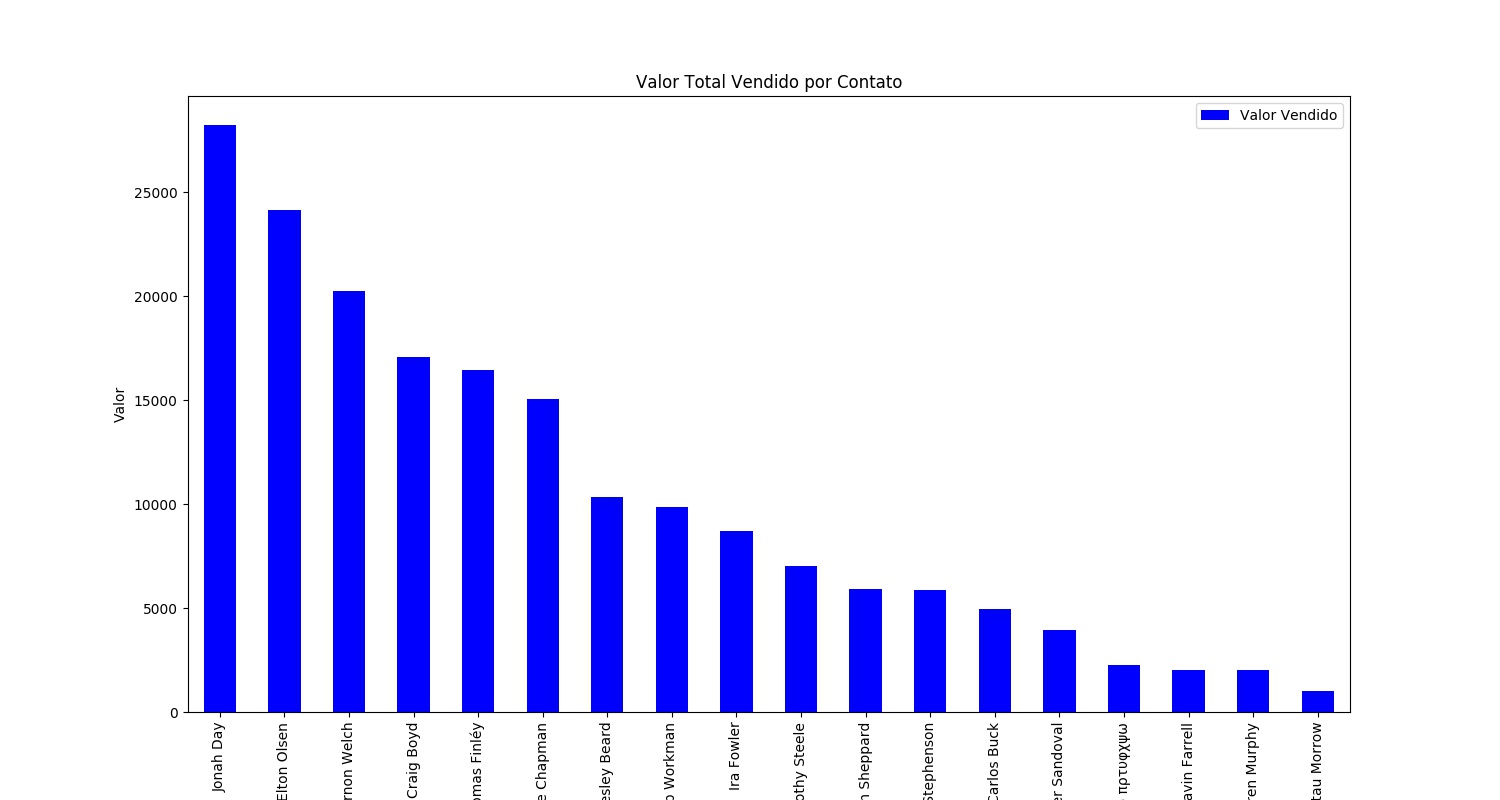 Valor Total Vendido por Contato
Valor Vendido
Valor
25000
20000
15000
10000
5000
0
Jonah Day
Elton Olsen
rnon Welch
Craig Boyd
omas Finléy
e Chapman
esley Beard
o Workman
Ira Fowler
othy Steele
n Sheppard
Stephenson
Carlos Buck
er Sandoval
πρτυφχψω
avin Farrell
ren Murphy
tau Morrow